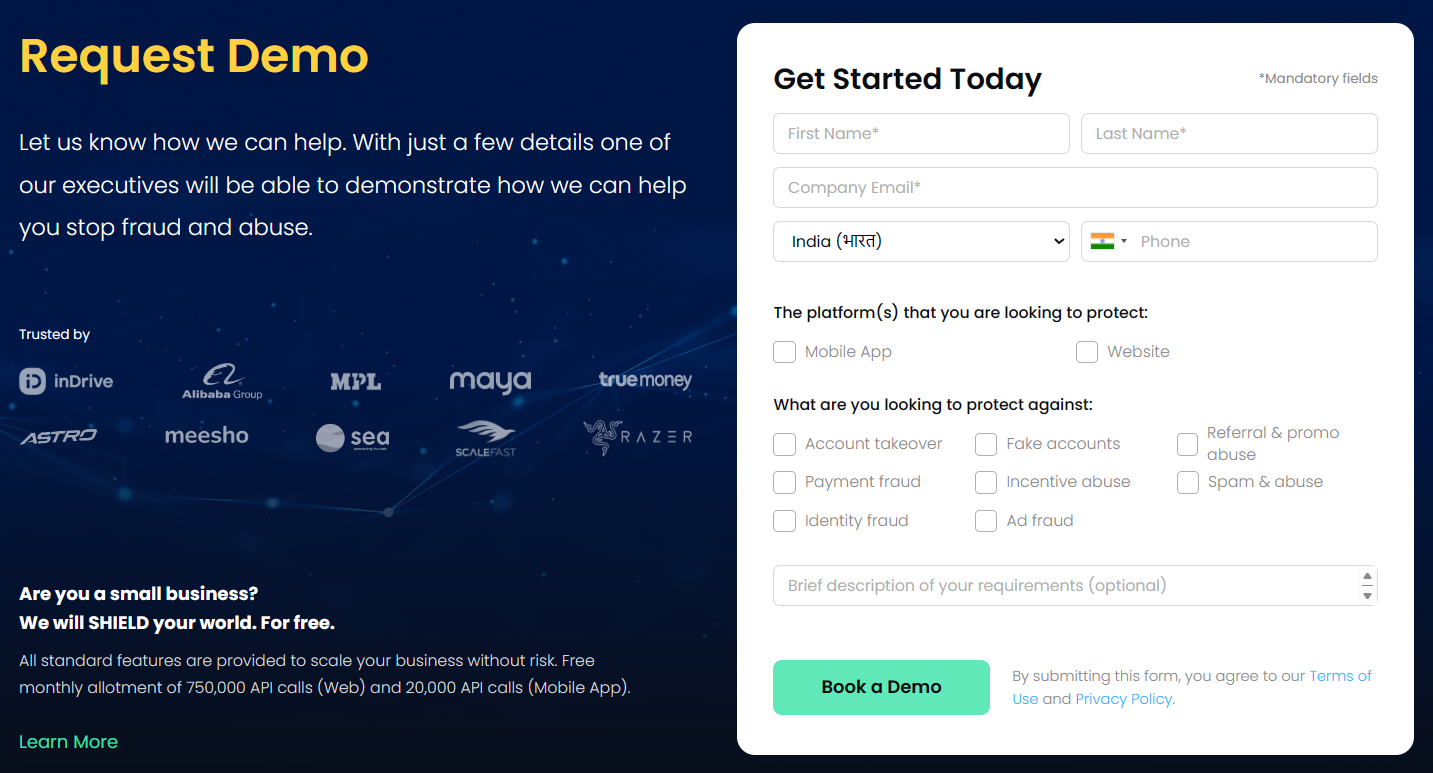 Request Demo
Let us know how we can help. With just a few details one of
our executives will be able to demonstrate how we can help
you stop fraud and abuse.
Trusted by
inDrive
Alibaba Group
MPL
maya
truemoney
ASTRO
meesho
sea
SCALEFAST
RAZER
Are you a small business?
We will SHIELD your world. For free.
All standard features are provided to scale your business without risk. Free
monthly allotment of 750,000 API calls (Web) and 20,000 API calls (Mobile App).
Learn More
Get Started Today
*Mandatory fields
First Name*
Last Name*
Company Email*
India (भारत)
Phone
The platform(s) that you are looking to protect:
Mobile App
Website
What are you looking to protect against:
Account takeover
Fake accounts
Referral & promo
abuse
Payment fraud
Incentive abuse
Spam & abuse
Identity fraud
Ad fraud
Brief description of your requirements (optional)
Book a Demo
By submitting this form, you agree to our Terms of
Use and Privacy Policy.